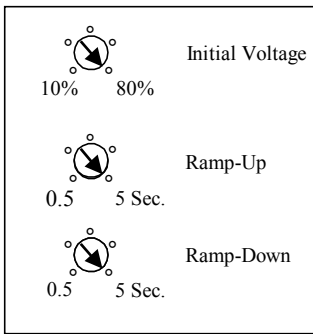 Initial Voltage
10% 80%
Ramp-Up
0.5 5 Sec.
Ramp-Down
0.5 5 Sec.